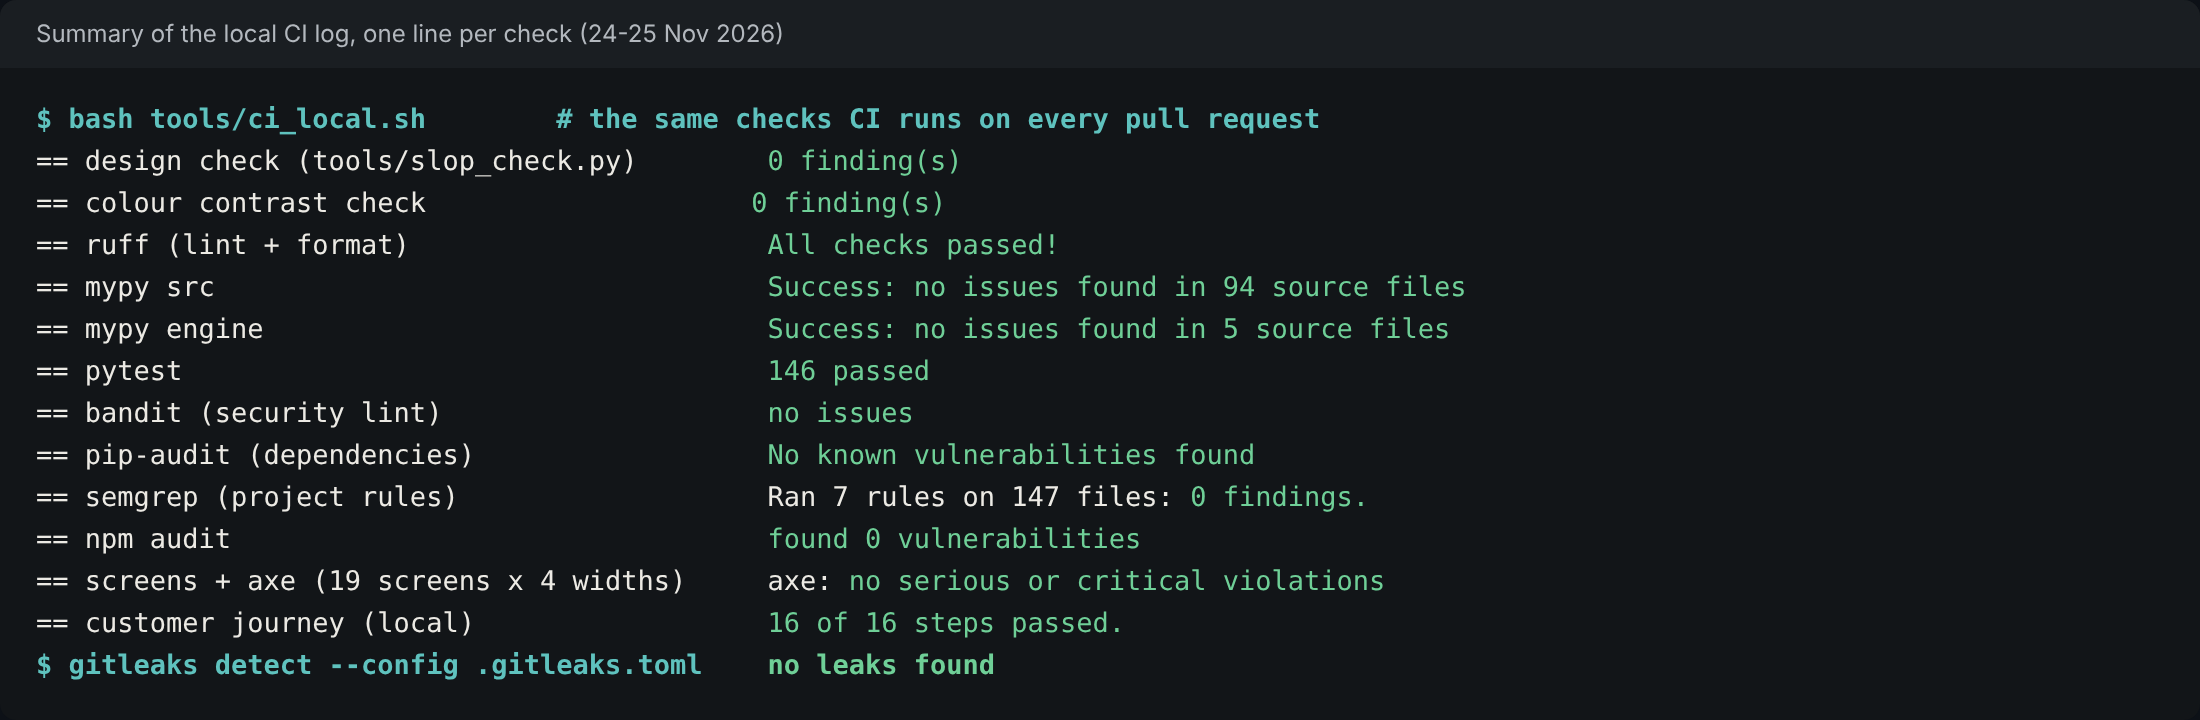 Summary of the local CI log, one line per check (24-25 Nov 2026)
$ bash tools/ci_local.sh        # the same checks CI runs on every pull request
== design check (tools/slop_check.py)        0 finding(s)
== colour contrast check                    0 finding(s)
== ruff (lint + format)                      All checks passed!
== mypy src                                  Success: no issues found in 94 source files
== mypy engine                               Success: no issues found in 5 source files
== pytest                                    146 passed
== bandit (security lint)                    no issues
== pip-audit (dependencies)                  No known vulnerabilities found
== semgrep (project rules)                   Ran 7 rules on 147 files: 0 findings.
== npm audit                                 found 0 vulnerabilities
== screens + axe (19 screens x 4 widths)     axe: no serious or critical violations
== customer journey (local)                  16 of 16 steps passed.
$ gitleaks detect --config .gitleaks.toml    no leaks found